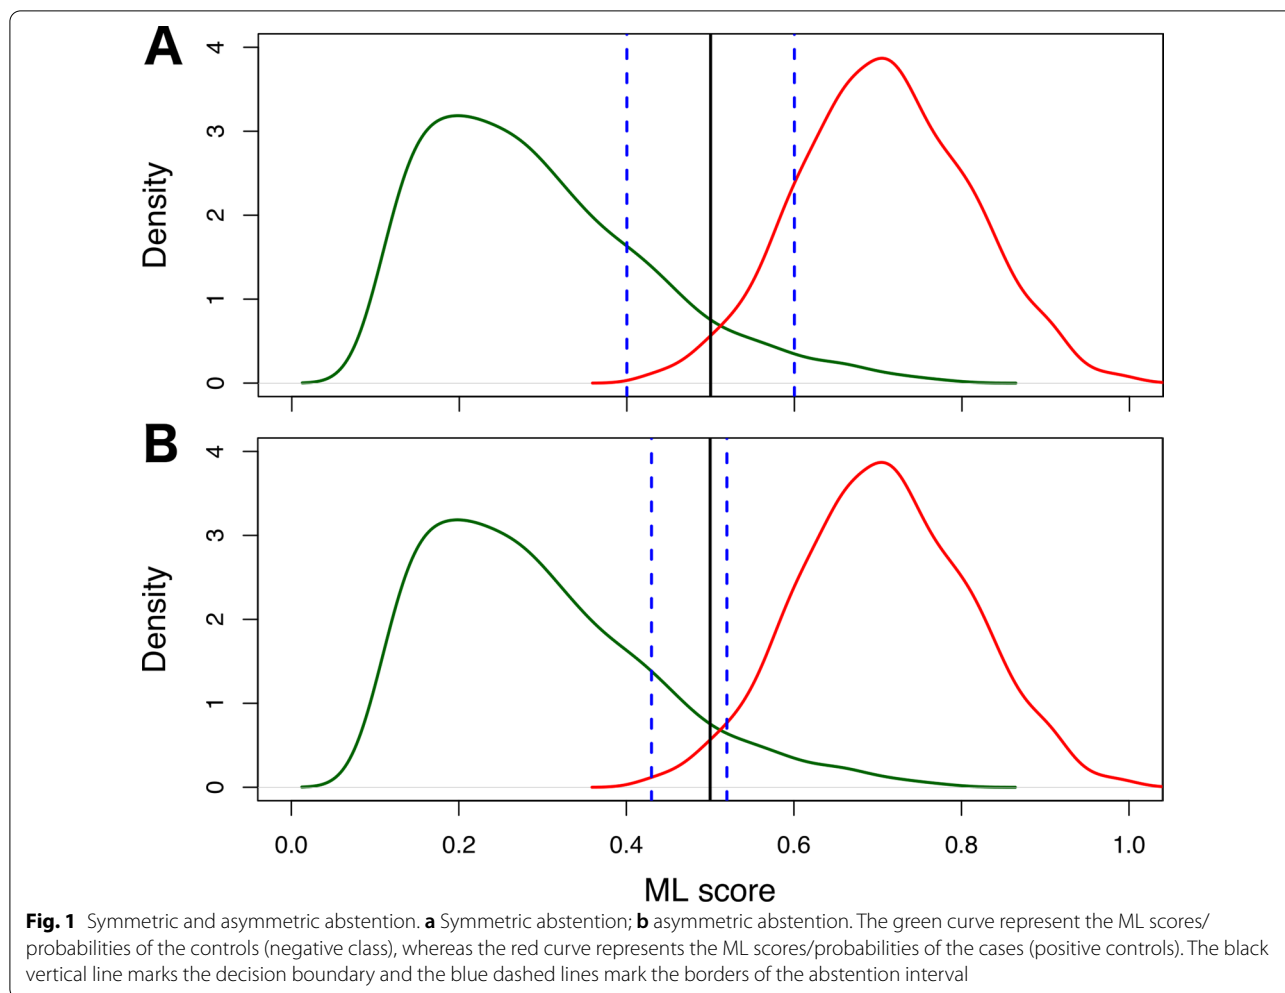 A
4
3
2
1
0
Density
B
4
3
2
1
0
Density
0.0 0.2 0.4 0.6 0.8 1.0
ML score
Fig. 1 Symmetric and asymmetric abstention. a Symmetric abstention; b asymmetric abstention. The green curve represent the ML scores/
probabilities of the controls (negative class), whereas the red curve represents the ML scores/probabilities of the cases (positive controls). The black
vertical line marks the decision boundary and the blue dashed lines mark the borders of the abstention interval